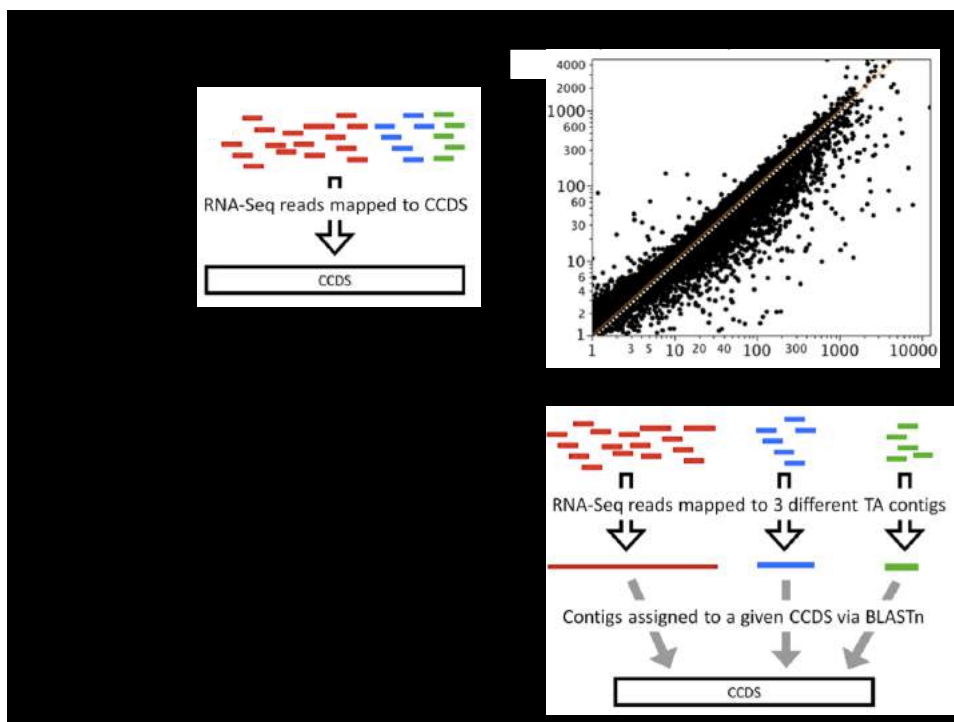 RNA-Seq reads mapped to CCDS
CCDS
4000
2000
1000
600
300
100
60
30
10
6
4
2
1
1 3 5 10 20 40 100 300 1000 10000
RNA-Seq reads mapped to 3 different TA contigs
Contigs assigned to a given CCDS via BLASTn
CCDS